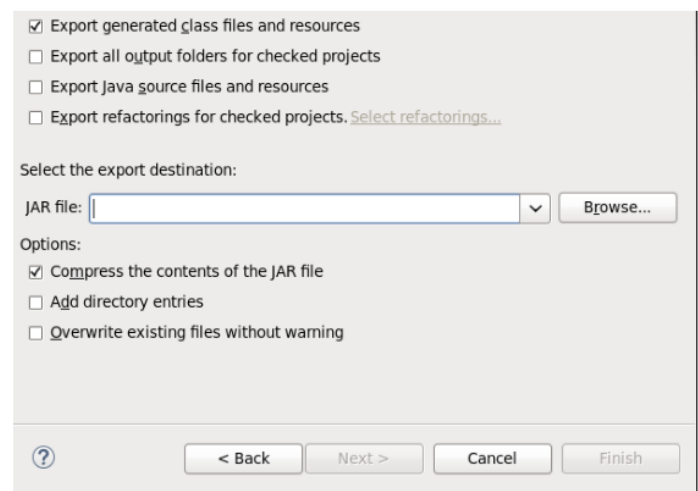 Export generated class files and resources
Export all output folders for checked projects
Export Java source files and resources
Export refactorings for checked projects. Select refactorings...
Select the export destination:
JAR file: Browse...
Options:
Compress the contents of the JAR file
Add directory entries
Overwrite existing files without warning
? < Back Next > Cancel Finish